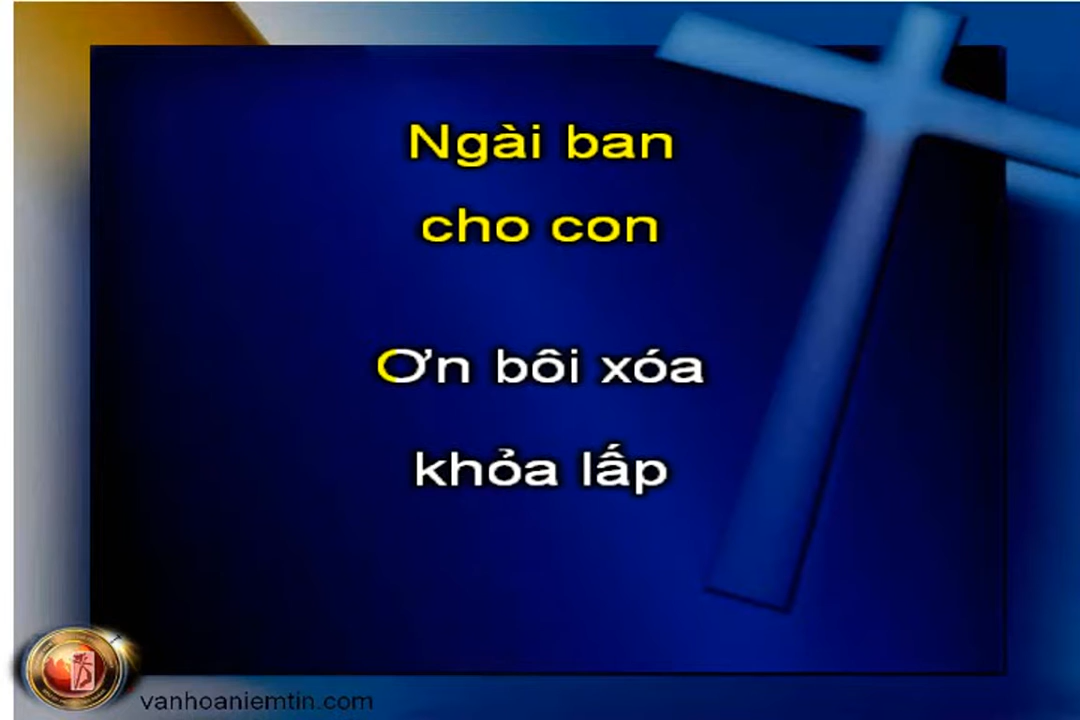 Ngài ban
cho con
Ơn bôi xóa
khỏa lấp
vanhoaniemtin.com